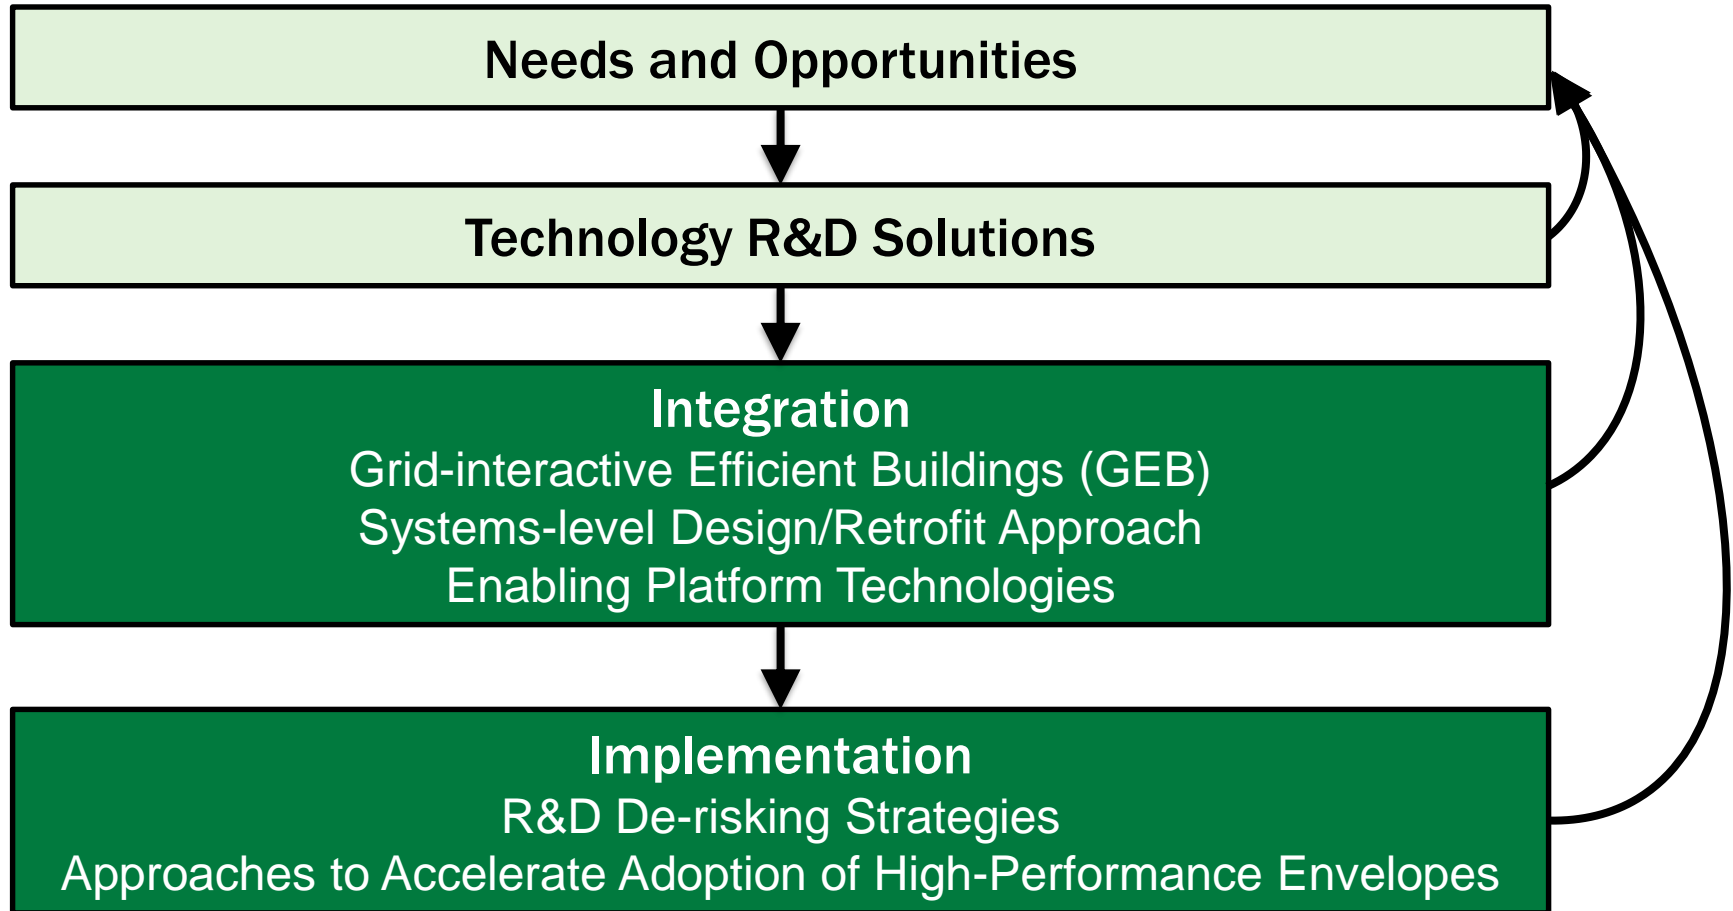 Needs and Opportunities
Technology R&D Solutions
Integration
Grid-interactive Efficient Buildings (GEB)
Systems-level Design/Retrofit Approach
Enabling Platform Technologies
Implementation
R&D De-risking Strategies
Approaches to Accelerate Adoption of High-Performance Envelopes